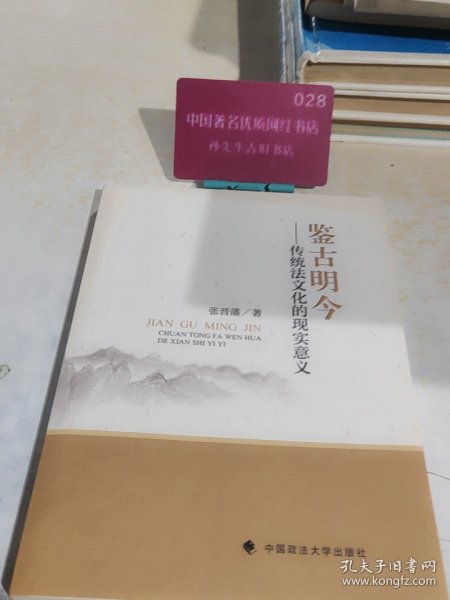 028
中国著名优质网红书店
孙先生古旧书店
鉴古明今
——传统法文化的现实意义
张晋藩/著
JIAN GU MING JIN
CHUAN TONG FA WEN HUA
DE XIAN SHI YI YI
中国政法大学出版社
孔夫子旧书网
www.kongfz.com